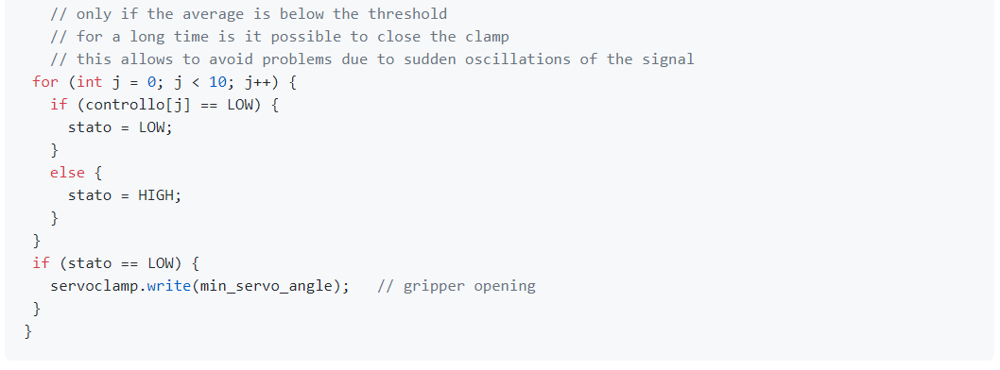 // only if the average is below the threshold
// for a long time is it possible to close the clamp
// this allows to avoid problems due to sudden oscillations of the signal
for (int j = 0; j < 10; j++) {
if (controllo[j] == LOW) {
stato = LOW;
}
else {
stato = HIGH;
}
}
if (stato == LOW) {
servoclamp.write(min_servo_angle);   // gripper opening
}
}